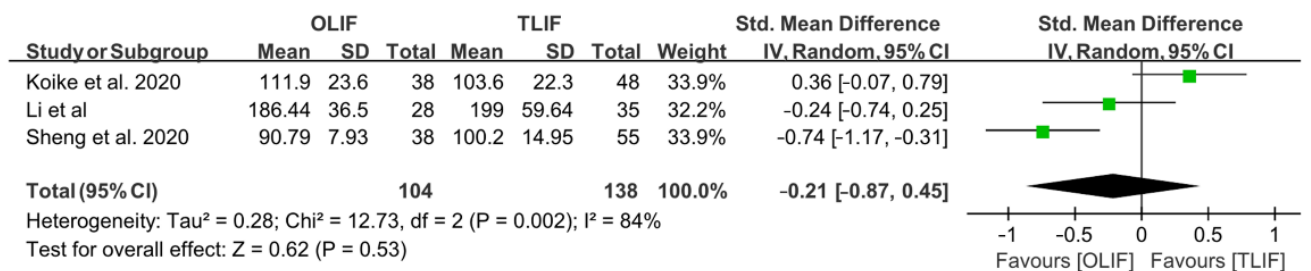 OLIF TLIF Std. Mean Difference Std. Mean Difference
Study or Subgroup Mean SD Total Mean SD Total Weight IV, Random, 95% CI IV, Random, 95% CI
Koike et al. 2020 111.9 23.6 38 103.6 22.3 48 33.9% 0.36 [-0.07, 0.79]
Li et al 186.44 36.5 28 199 59.64 35 32.2% -0.24 [-0.74, 0.25]
Sheng et al. 2020 90.79 7.93 38 100.2 14.95 55 33.9% -0.74 [-1.17, -0.31]
Total (95% CI) 104 138 100.0% -0.21 [-0.87, 0.45]
Heterogeneity: Tau² = 0.28; Chi² = 12.73, df = 2 (P = 0.002); I² = 84%
Test for overall effect: Z = 0.62 (P = 0.53)
-1 -0.5 0 0.5 1
Favours [OLIF] Favours [TLIF]